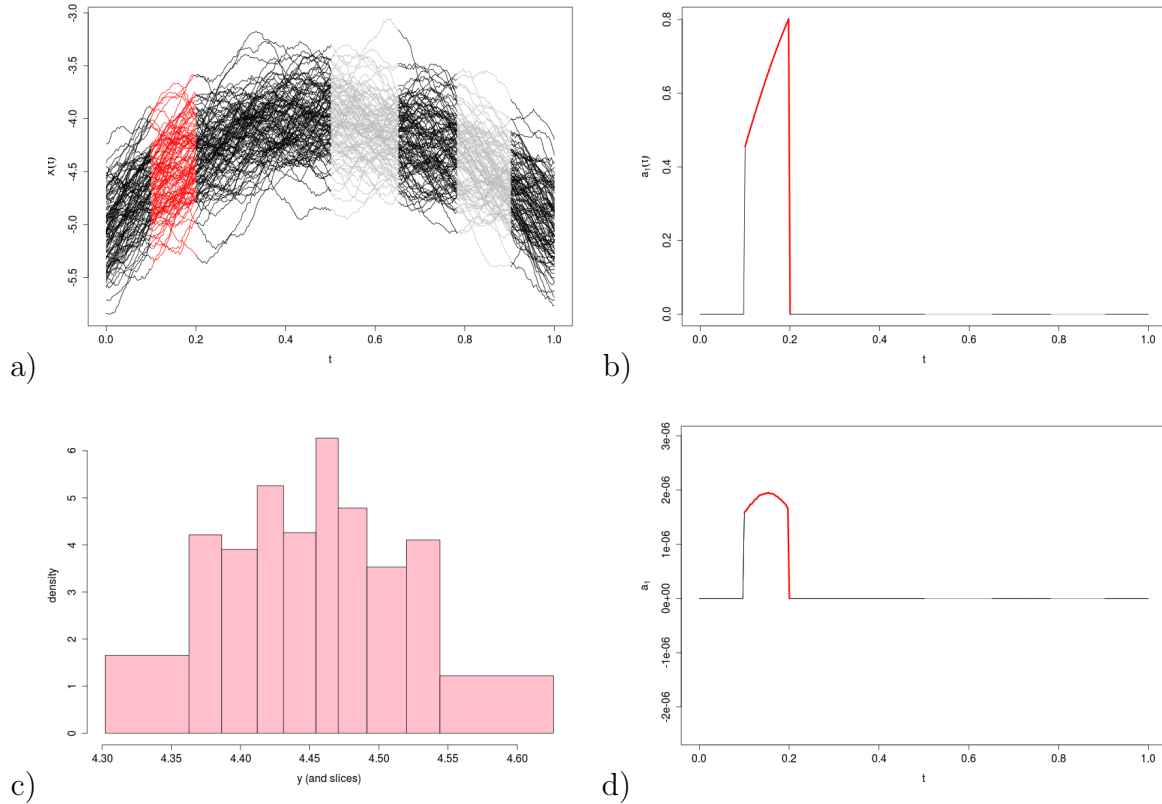 -3.0
-3.5
-4.0
-4.5
-5.0
-5.5
x(t)
0.0 0.2 0.4 0.6 0.8 1.0
t
a)
0.8
0.6
0.4
0.2
0.0
a₁(t)
0.0 0.2 0.4 0.6 0.8 1.0
t
b)
6
5
4
3
2
1
0
density
4.30 4.35 4.40 4.45 4.50 4.55 4.60
y (and slices)
c)
3e-06
2e-06
1e-06
0e+00
-1e-06
-2e-06
a₁
0.0 0.2 0.4 0.6 0.8 1.0
t
d)